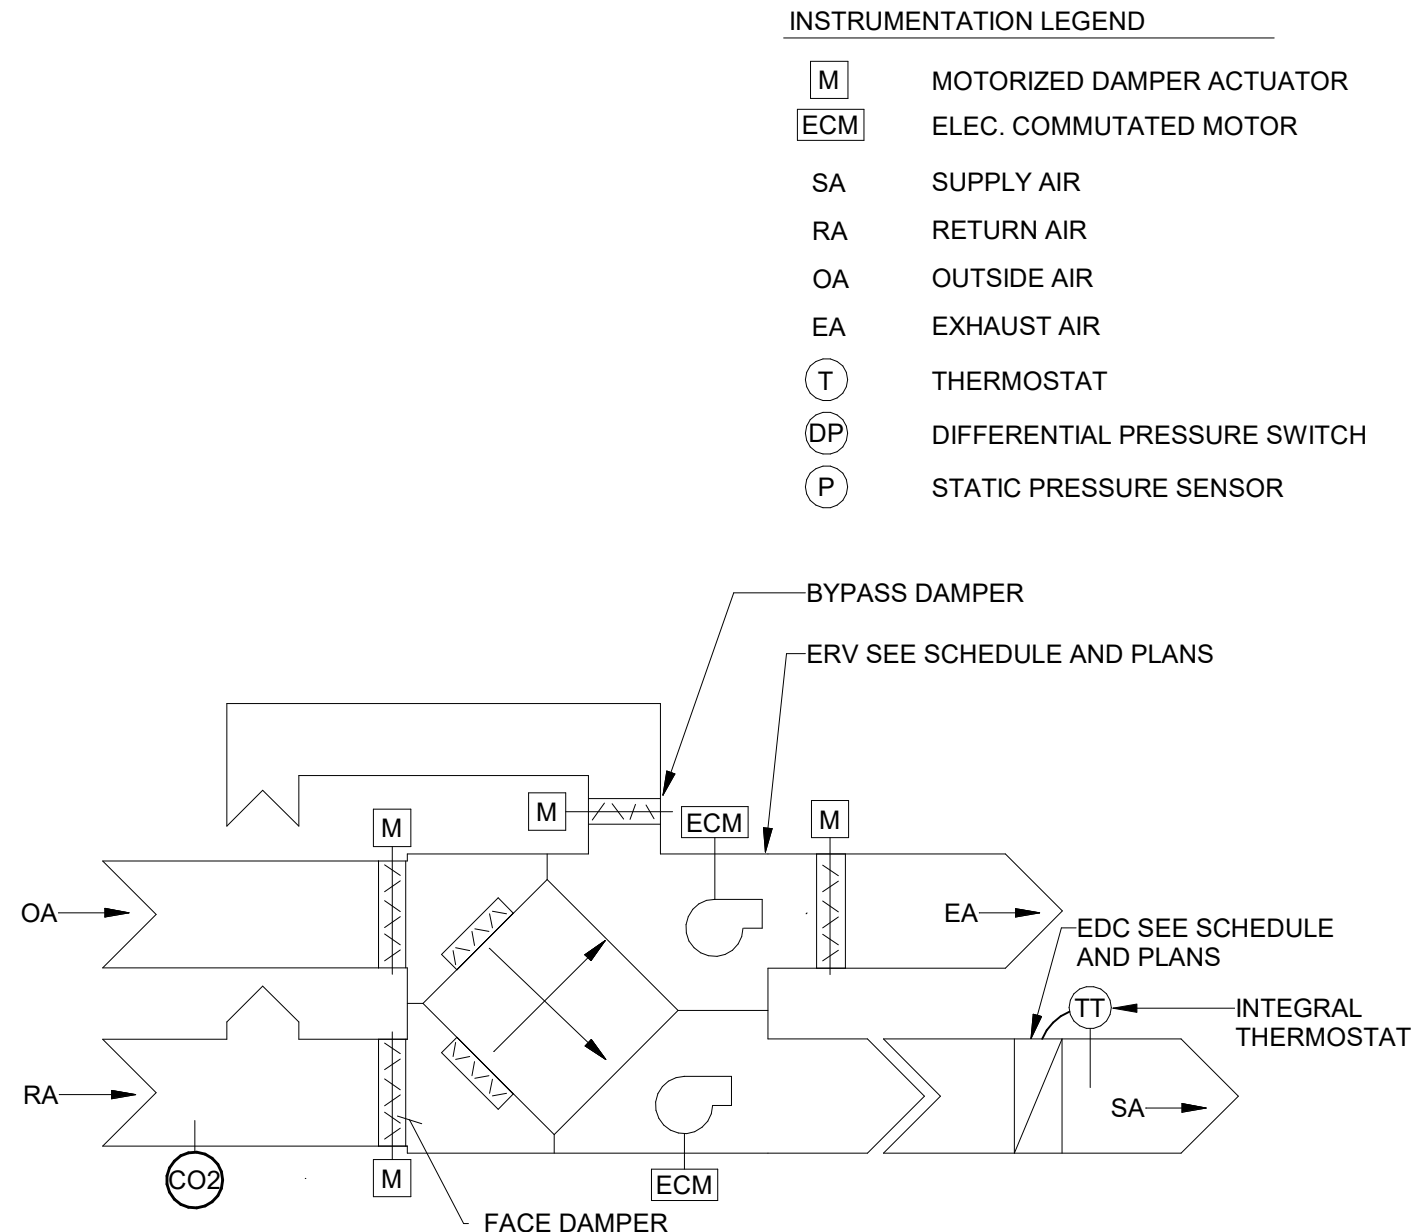 INSTRUMENTATION LEGEND
M MOTORIZED DAMPER ACTUATOR
ECM ELEC. COMMUTATED MOTOR
SA SUPPLY AIR
RA RETURN AIR
OA OUTSIDE AIR
EA EXHAUST AIR
T THERMOSTAT
DP DIFFERENTIAL PRESSURE SWITCH
P STATIC PRESSURE SENSOR
BYPASS DAMPER
ERV SEE SCHEDULE AND PLANS
M
M
ECM
M
OA
EA
EDC SEE SCHEDULE
AND PLANS
TT
INTEGRAL
THERMOSTAT
RA
SA
CO2
M
ECM
FACE DAMPER